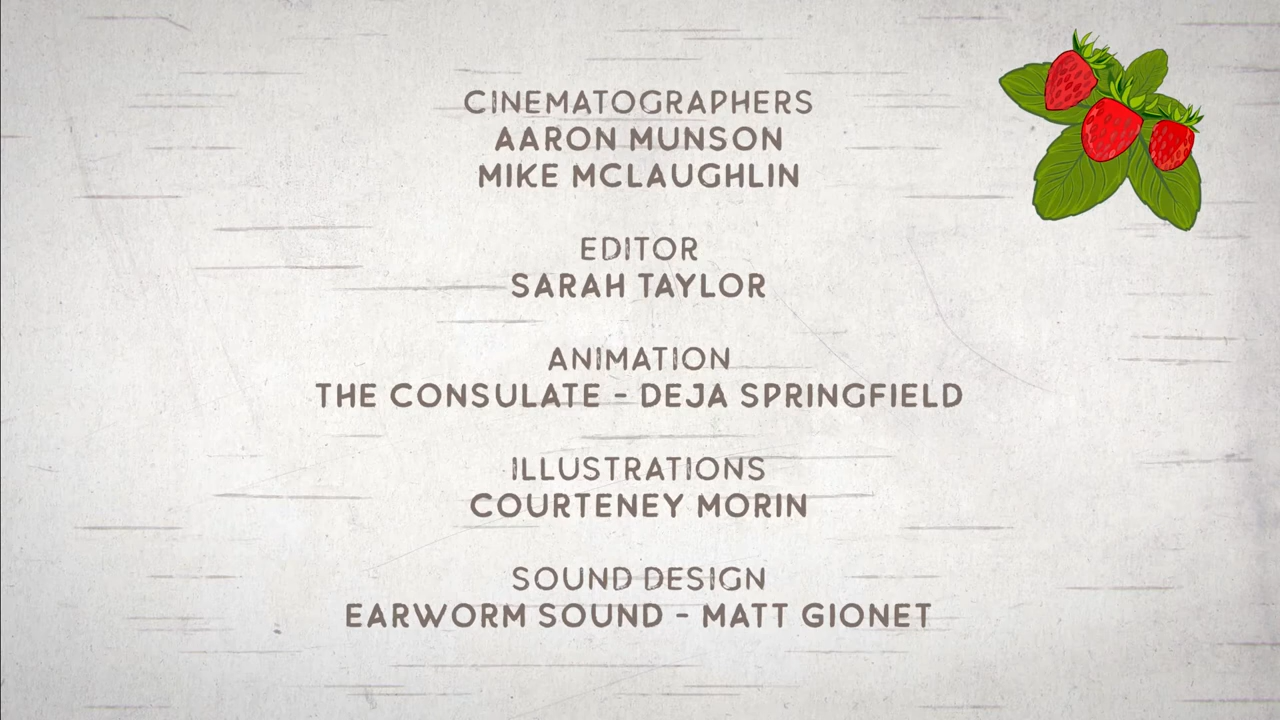 CINEMATOGRAPHERS
AARON MUNSON
MIKE MCLAUGHLIN
EDITOR
SARAH TAYLOR
ANIMATION
THE CONSULATE - DEJA SPRINGFIELD
ILLUSTRATIONS
COURTENEY MORIN
SOUND DESIGN
EARWORM SOUND - MATT GIONET